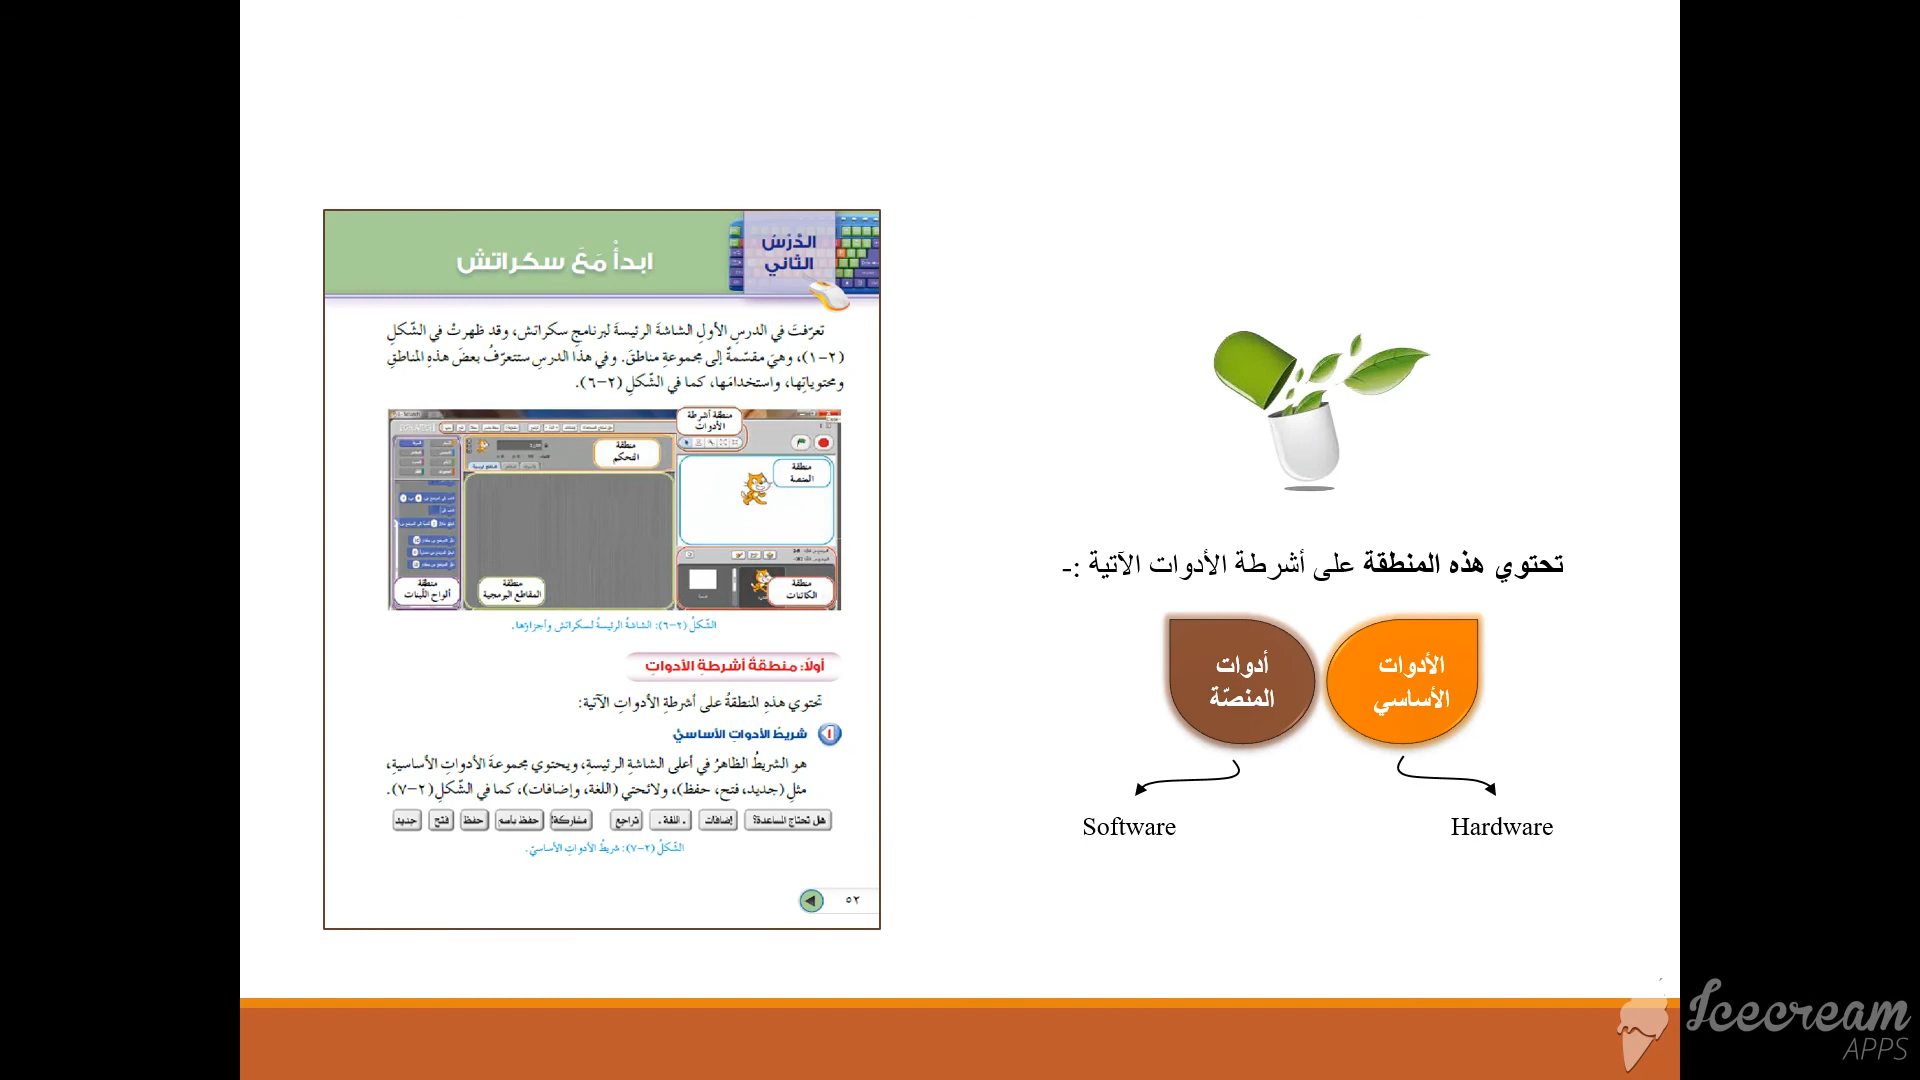 الدَّرْسُ
الثَّاني
ابدأْ مَعَ سكراتش
تعرّفتَ في الدرسِ الأولِ الشاشةَ الرئيسةَ لبرنامجِ سكراتش، وقد ظهرتْ في الشّكلِ
(٢-١)، وهيَ مقسّمةٌ إلى مجموعةِ مناطقَ. وفي هذا الدرسِ ستتعرّفُ بعضَ هذهِ المناطقِ
ومحتوياتِها، واستخدامَها، كما في الشّكلِ (٢-٦).
منطقة أشرطة
الأدوات
منطقة
التحكم
منطقة
المنصة
منطقة
ألواح اللّبنات
منطقة
المقاطع البرمجية
منطقة
الكائنات
الشّكلُ (٢-٦): الشاشةُ الرئيسةُ لسكراتش وأجزاؤها.
أولًا: منطقةُ أشرطةِ الأدواتِ
تحتوي هذهِ المنطقةُ على أشرطةِ الأدواتِ الآتيةِ:
١ شريطُ الأدواتِ الأساسيُّ
هو الشريطُ الظاهرُ في أعلى الشاشةِ الرئيسةِ، ويحتوي مجموعةَ الأدواتِ الأساسيةِ،
مثلِ (جديد، فتح، حفظ)، ولائحتي (اللغة، وإضافات)، كما في الشّكلِ (٢-٧).
هل تحتاج المساعدة؟ إضافات . اللغة . تراجع مشاركة! حفظ باسم حفظ فتح جديد
الشّكلُ (٢-٧): شريطُ الأدواتِ الأساسيّ.
٥٢
تحتوي هذه المنطقة على أشرطة الأدوات الآتية :-
الأدوات
الأساسي
أدوات
المنصّة
Hardware
Software
Icecream
APPS